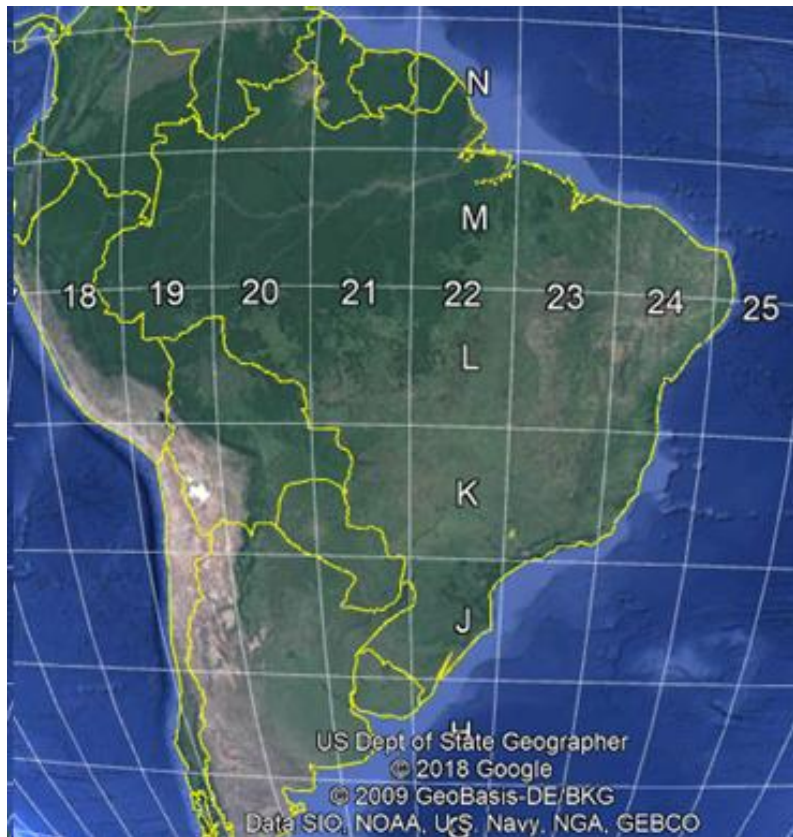 N
M
18 19 20 21 22 23 24 25
L
K
J
H
US Dept of State Geographer
© 2018 Google
© 2009 GeoBasis-DE/BKG
Data SIO, NOAA, U.S. Navy, NGA, GEBCO
G